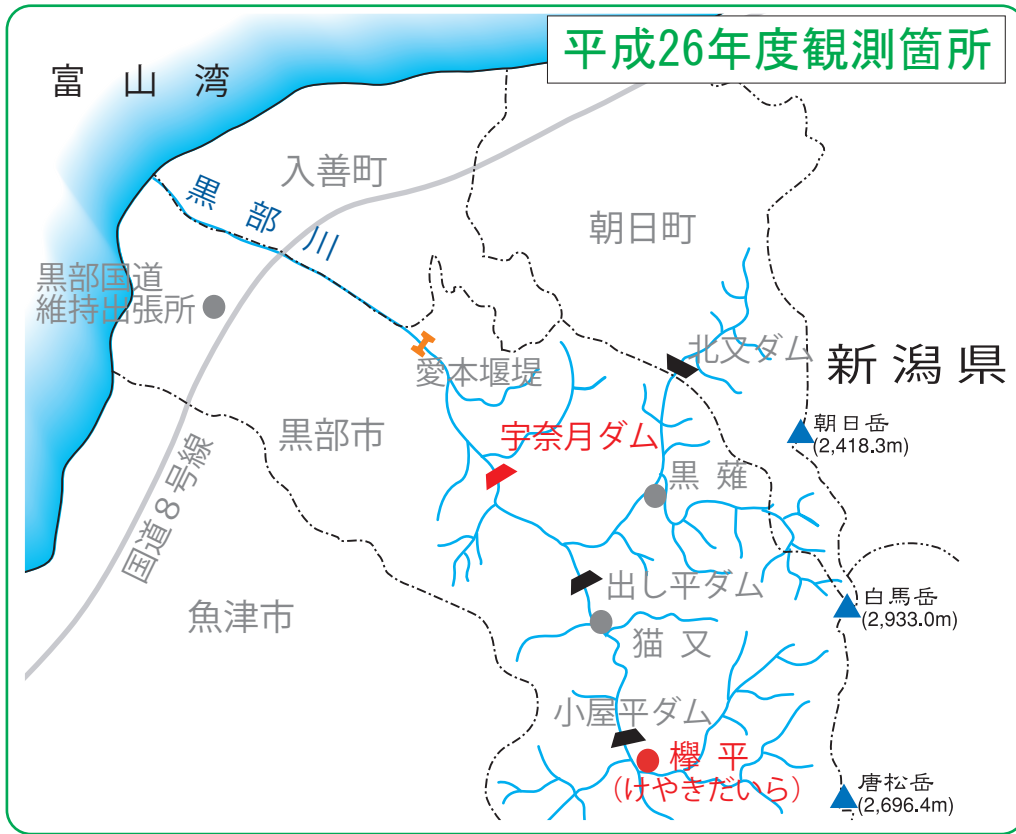 平成26年度観測箇所
富山湾
入善町
黒部川
朝日町
黒部国道
維持出張所
北又ダム
新潟県
愛本堰堤
朝日岳
(2,418.3m)
黒部市
宇奈月ダム
黒薙
国道8号線
出し平ダム
白馬岳
(2,933.0m)
魚津市
猫又
小屋平ダム
欅平
(けやきだいら)
唐松岳
(2,696.4m)